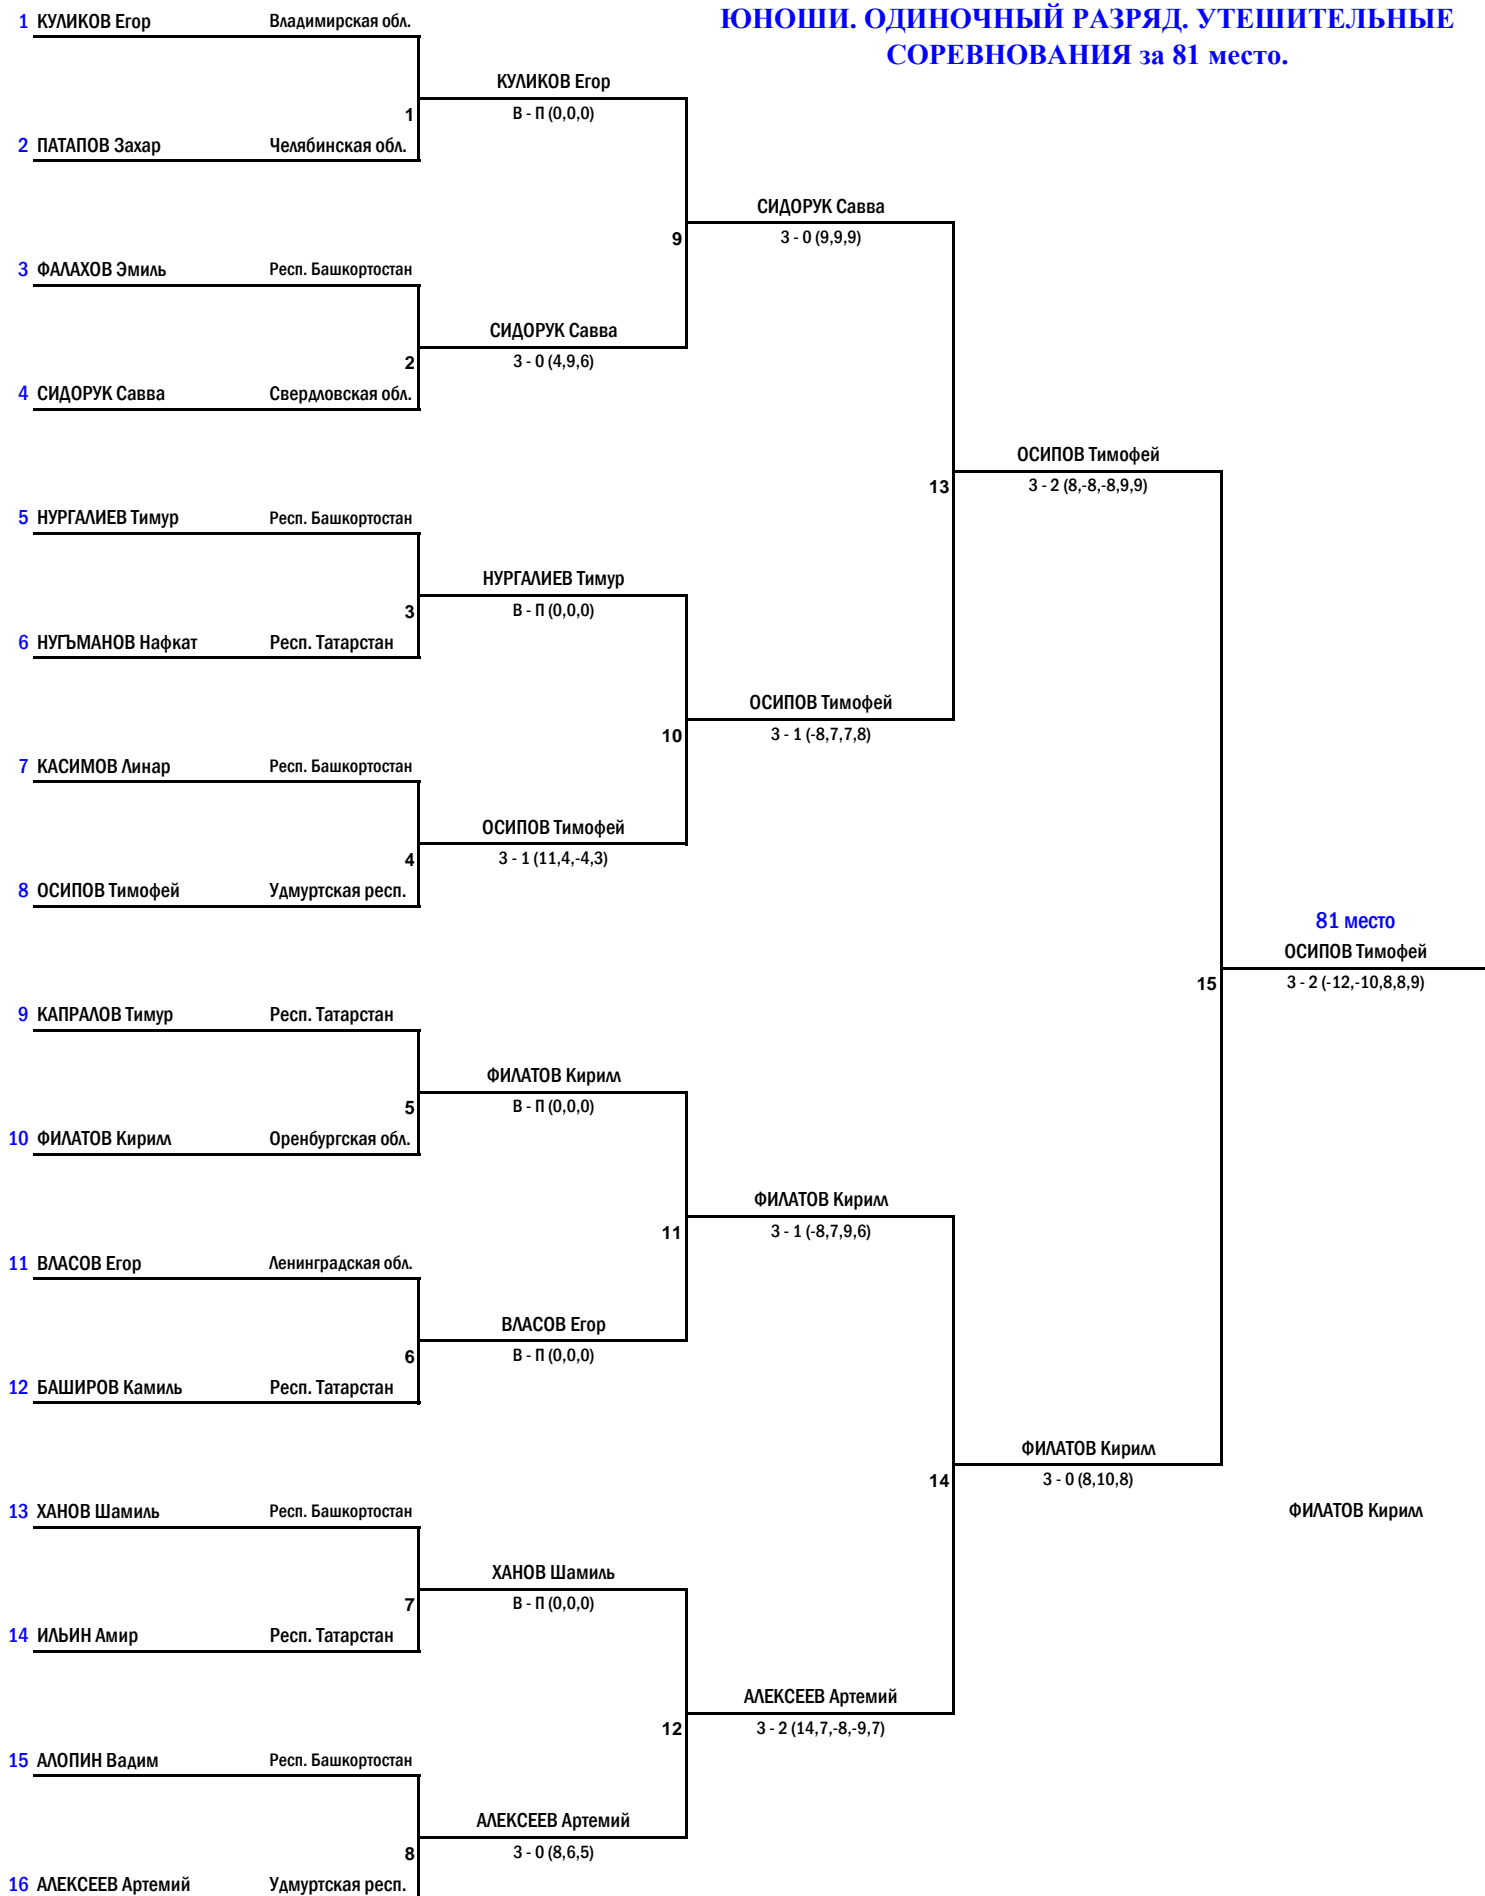 ЮНОШИ. ОДИНОЧНЫЙ РАЗРЯД. УТЕШИТЕЛЬНЫЕ
СОРЕВНОВАНИЯ за 81 место.
1 КУЛИКОВ Егор Владимирская обл.
КУЛИКОВ Егор
1 В - П (0,0,0)
2 ПАТАПОВ Захар Челябинская обл.
СИДОРУК Савва
9 3 - 0 (9,9,9)
3 ФАЛАХОВ Эмиль Респ. Башкортостан
СИДОРУК Савва
2 3 - 0 (4,9,6)
4 СИДОРУК Савва Свердловская обл.
ОСИПОВ Тимофей
13 3 - 2 (8,-8,-8,9,9)
5 НУРГАЛИЕВ Тимур Респ. Башкортостан
НУРГАЛИЕВ Тимур
3 В - П (0,0,0)
6 НУГЪМАНОВ Нафкат Респ. Татарстан
ОСИПОВ Тимофей
10 3 - 1 (-8,7,7,8)
7 КАСИМОВ Линар Респ. Башкортостан
ОСИПОВ Тимофей
4 3 - 1 (11,4,-4,3)
8 ОСИПОВ Тимофей Удмуртская респ.
81 место
ОСИПОВ Тимофей
15 3 - 2 (-12,-10,8,8,9)
9 КАПРАЛОВ Тимур Респ. Татарстан
ФИЛАТОВ Кирилл
5 В - П (0,0,0)
10 ФИЛАТОВ Кирилл Оренбургская обл.
ФИЛАТОВ Кирилл
11 3 - 1 (-8,7,9,6)
11 ВЛАСОВ Егор Ленинградская обл.
ВЛАСОВ Егор
6 В - П (0,0,0)
12 БАШИРОВ Камиль Респ. Татарстан
ФИЛАТОВ Кирилл
14 3 - 0 (8,10,8)
13 ХАНОВ Шамиль Респ. Башкортостан ФИЛАТОВ Кирилл
ХАНОВ Шамиль
7 В - П (0,0,0)
14 ИЛЬИН Амир Респ. Татарстан
АЛЕКСЕЕВ Артемий
12 3 - 2 (14,7,-8,-9,7)
15 АЛОПИН Вадим Респ. Башкортостан
АЛЕКСЕЕВ Артемий
8 3 - 0 (8,6,5)
16 АЛЕКСЕЕВ Артемий Удмуртская респ.